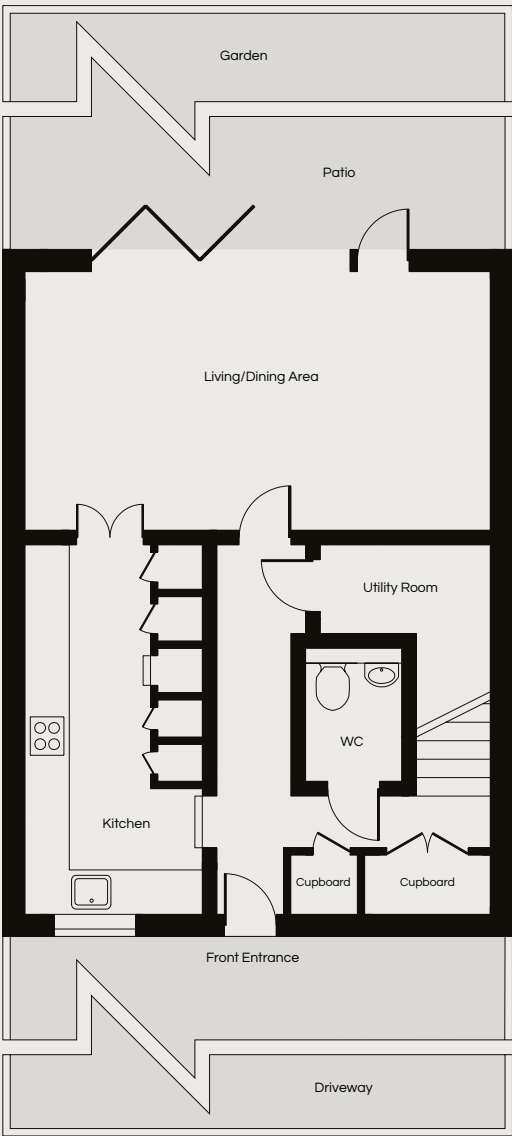 Garden
Patio
Living/Dining Area
Utility Room
WC
Kitchen
Cupboard
Cupboard
Front Entrance
Driveway